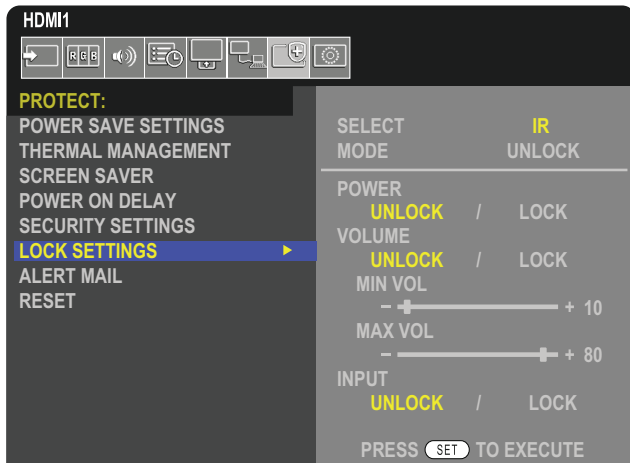 HDMI1
R G B
PROTECT:
POWER SAVE SETTINGS
THERMAL MANAGEMENT
SCREEN SAVER
POWER ON DELAY
SECURITY SETTINGS
LOCK SETTINGS
ALERT MAIL
RESET
SELECT IR
MODE UNLOCK
POWER
UNLOCK / LOCK
VOLUME
UNLOCK / LOCK
MIN VOL
− + 10
MAX VOL
− + 80
INPUT
UNLOCK / LOCK
PRESS SET TO EXECUTE